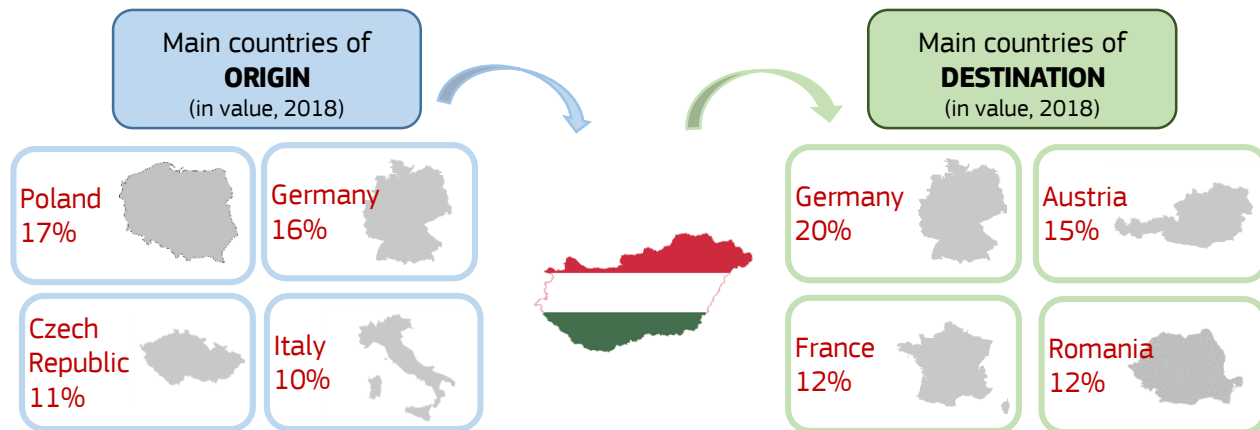 Main countries of
ORIGIN
(in value, 2018)
Main countries of
DESTINATION
(in value, 2018)
Poland
17%
Germany
16%
Czech
Republic
11%
Italy
10%
Germany
20%
Austria
15%
France
12%
Romania
12%